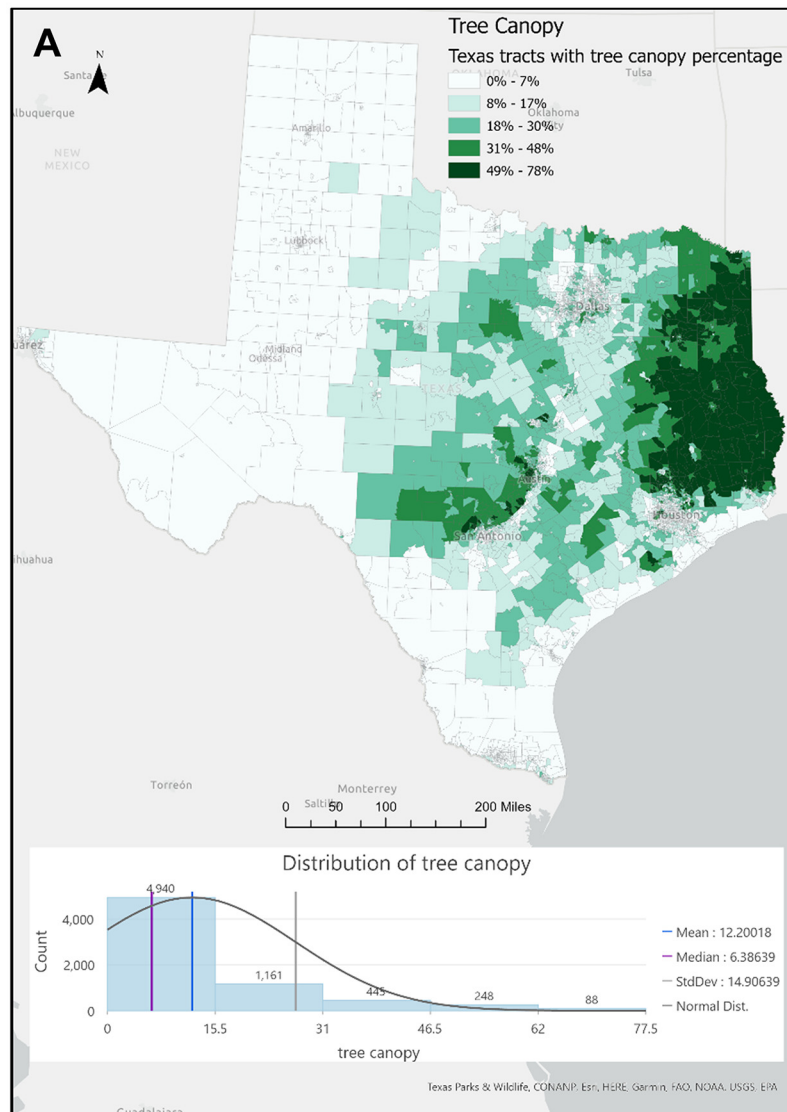 A
N
Tree Canopy
Texas tracts with tree canopy percentage
0% - 7%
8% - 17%
18% - 30%
31% - 48%
49% - 78%
OKLAHOMA
Tulsa
Oklahoma
City
Albuquerque
NEW
MEXICO
Amarillo
Lubbock
Dallas
Midland
Odessa
TEXAS
Austin
Houston
San Antonio
Torreón
Monterrey
Saltillo
0 50 100 200 Miles
Distribution of tree canopy
Count
4,000
2,000
0
4,940
1,161
445
248
88
0 15.5 31 46.5 62 77.5
tree canopy
Mean : 12.20018
Median : 6.38639
StdDev : 14.90639
Normal Dist.
Texas Parks & Wildlife, CONANP, Esri, HERE, Garmin, FAO, NOAA, USGS, EPA
Guadalajara